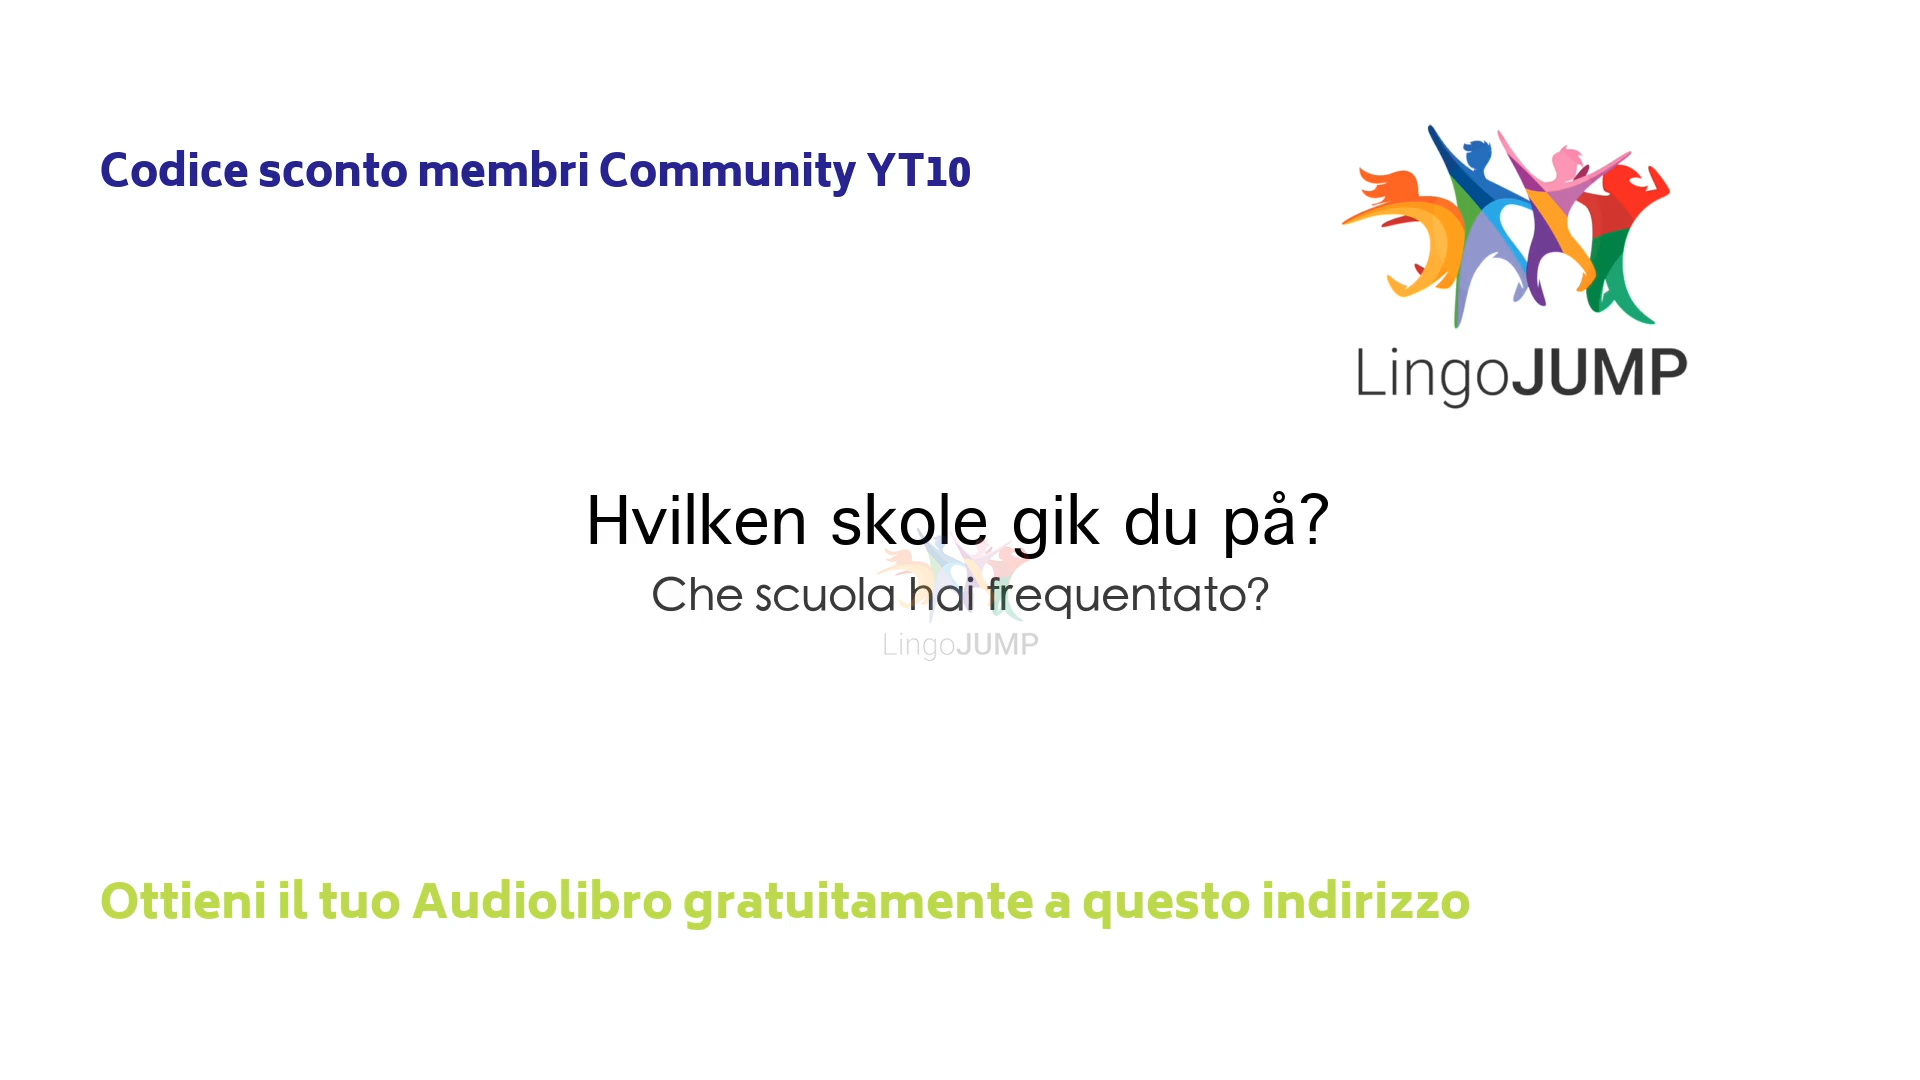 Codice sconto membri Community YT10
LingoJUMP
Hvilken skole gik du på?
Che scuola hai frequentato?
LingoJUMP
Ottieni il tuo Audiolibro gratuitamente a questo indirizzo